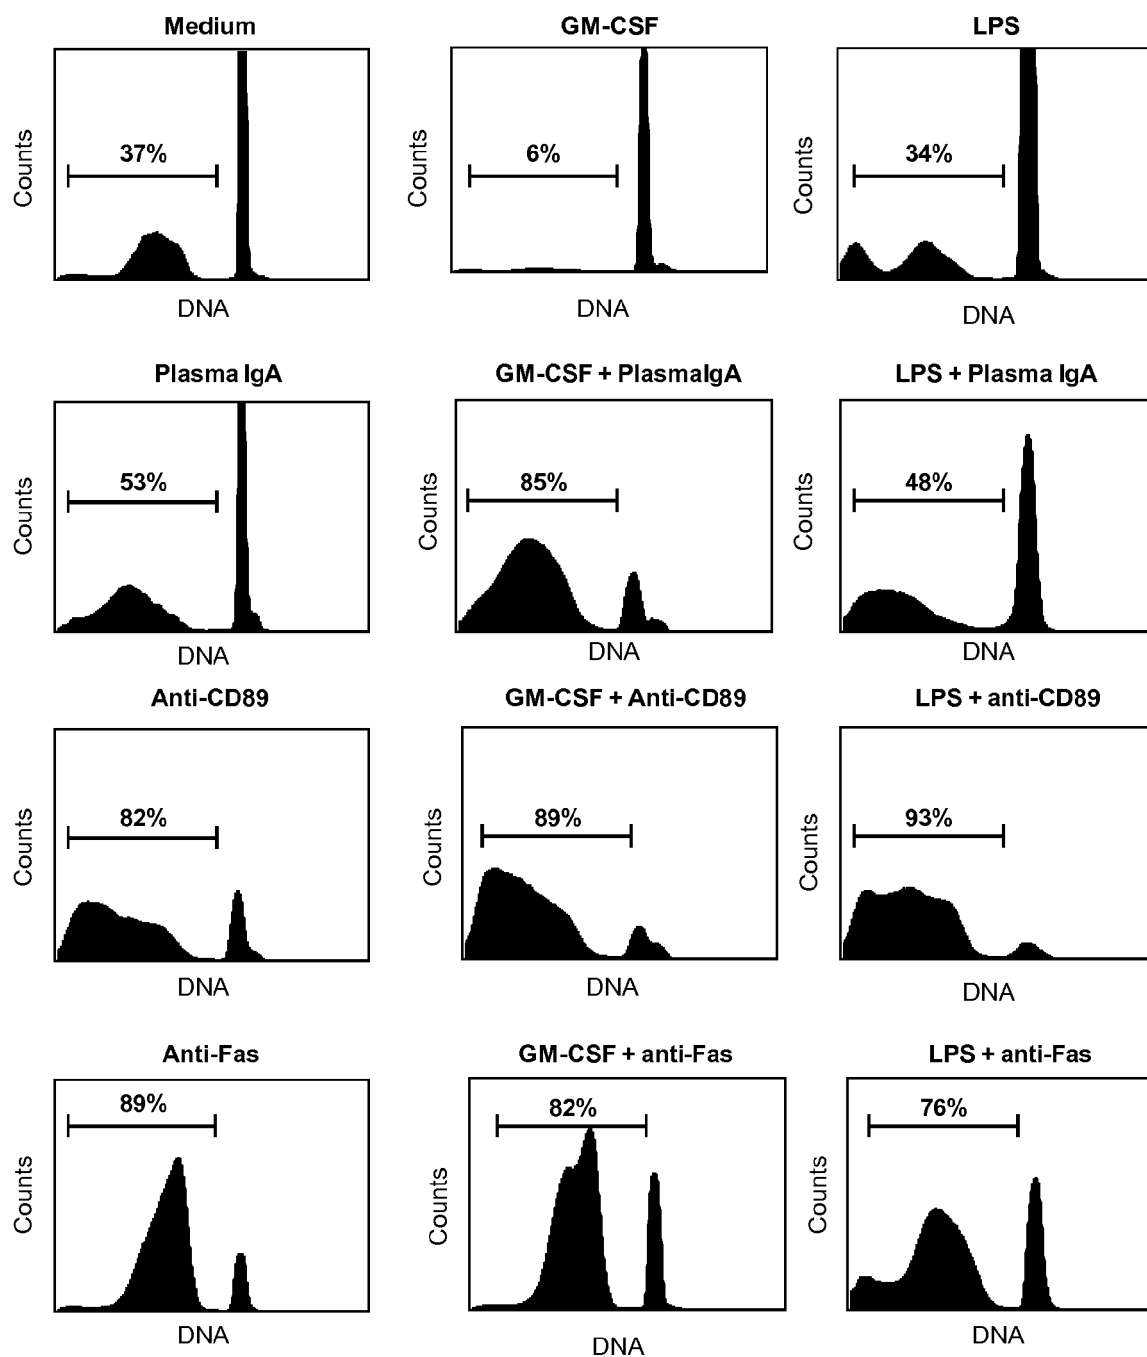 Medium
GM-CSF
LPS
Counts
37%
Counts
6%
Counts
34%
DNA
DNA
DNA
Plasma IgA
GM-CSF + PlasmaIgA
LPS + Plasma IgA
Counts
53%
Counts
85%
Counts
48%
DNA
DNA
DNA
Anti-CD89
GM-CSF + Anti-CD89
LPS + anti-CD89
Counts
82%
Counts
89%
Counts
93%
DNA
DNA
DNA
Anti-Fas
GM-CSF + anti-Fas
LPS + anti-Fas
Counts
89%
Counts
82%
Counts
76%
DNA
DNA
DNA